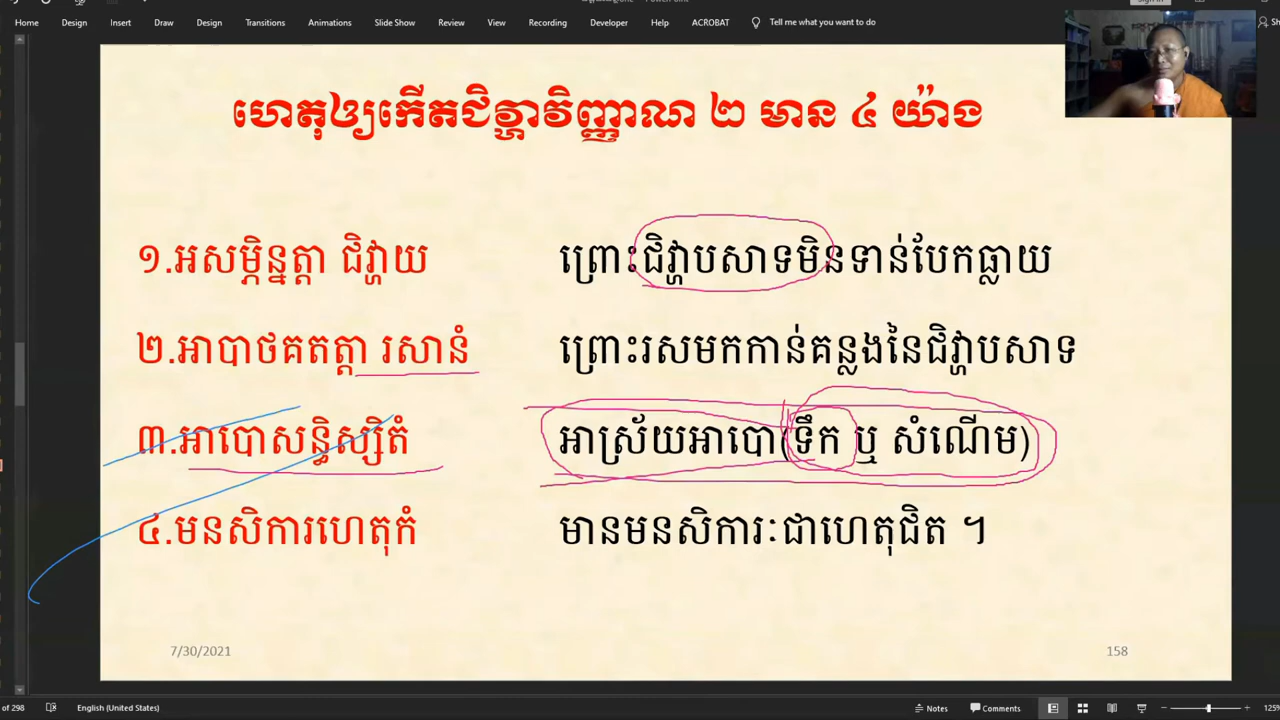 Home Design Insert Draw Design Transitions Animations Slide Show Review View Recording Developer Help ACROBAT Tell me what you want to do
ហេតុឲ្យកើតជិវ្ហាវិញ្ញាណ ២ មាន ៤ យ៉ាង
១.អសម្ភិន្នត្តា ជិវ្ហាយ ព្រោះជិវ្ហាបសាទមិនទាន់បែកធ្លាយ
២.អាបាថគតត្តា រសានំ ព្រោះរសមកកាន់គន្លងនៃជិវ្ហាបសាទ
៣.អាបោសន្និស្សិតំ អាស្រ័យអាបោ(ទឹក ឬ សំណើម)
៤.មនសិការហេតុកំ មានមនសិការៈជាហេតុជិត ។
7/30/2021 158
of 298 English (United States) Notes Comments 125%